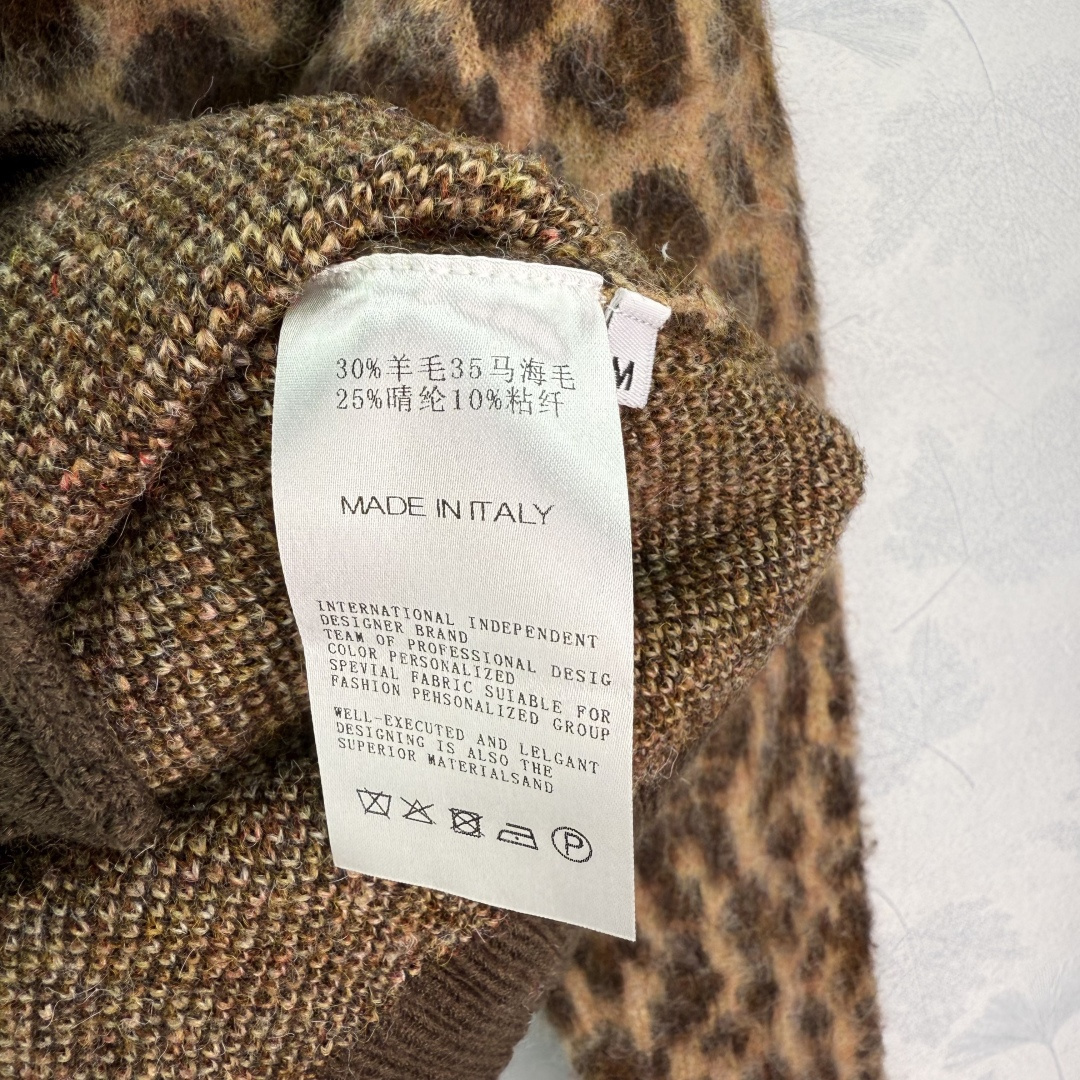 30%羊毛35马海毛
25%晴纶10%粘纤
M
MADE IN ITALY
INTERNATIONAL INDEPENDENT
DESIGNER BRAND
TEAM OF PROFESSIONAL DESIG
COLOR PERSONALIZED
SPEVIAL FABRIC SUIABLE FOR
FASHION PEHSONALIZED GROUP
WELL-EXECUTED AND LELGANT
DESIGNING IS ALSO THE
SUPERIOR MATERIALSAND
P